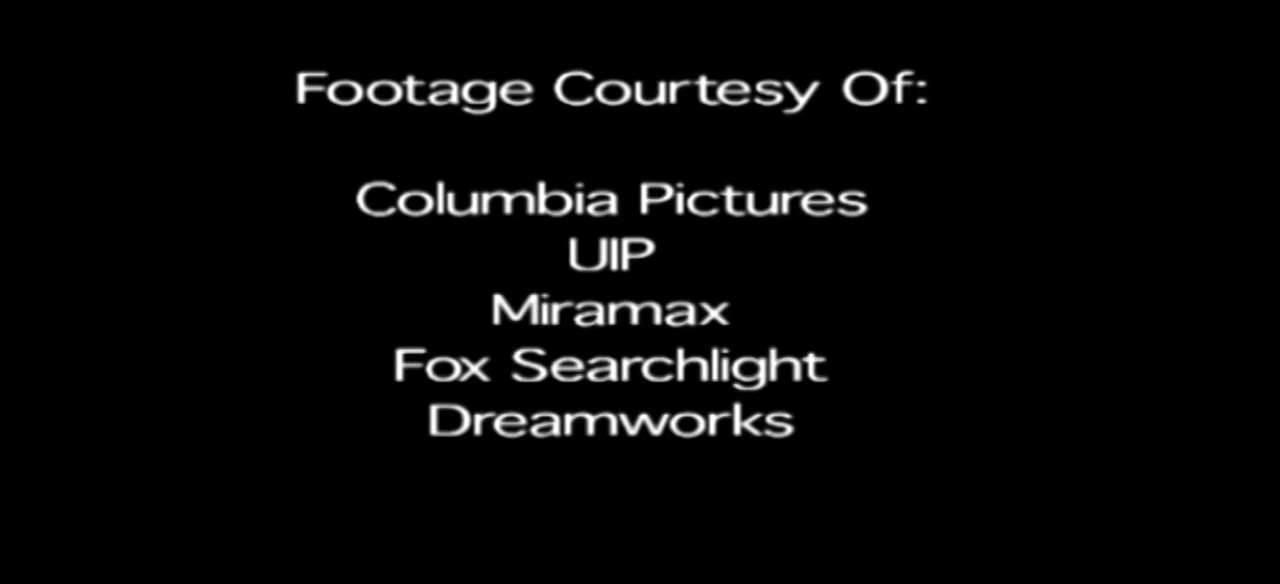 Footage Courtesy Of:
Columbia Pictures
UIP
Miramax
Fox Searchlight
Dreamworks